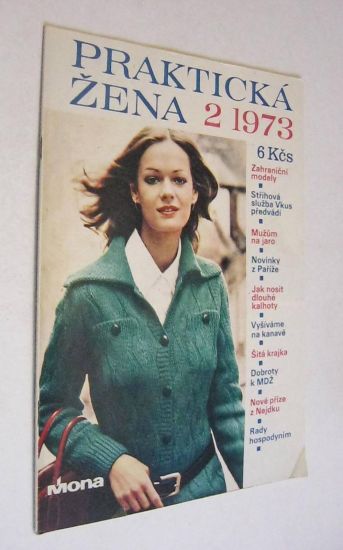 PRAKTICKÁ
ŽENA 2 1973
6 Kčs
Zahraniční
modely
Střihová
služba Vkus
předvádí
Mužům
na jaro
Novinky
z Paříže
Jak nosit
dlouhé
kalhoty
Vyšíváme
na kanavě
Šitá krajka
Dobroty
k MDŽ
Nové příze
z Nejdku
Rady
hospodyním
Mona